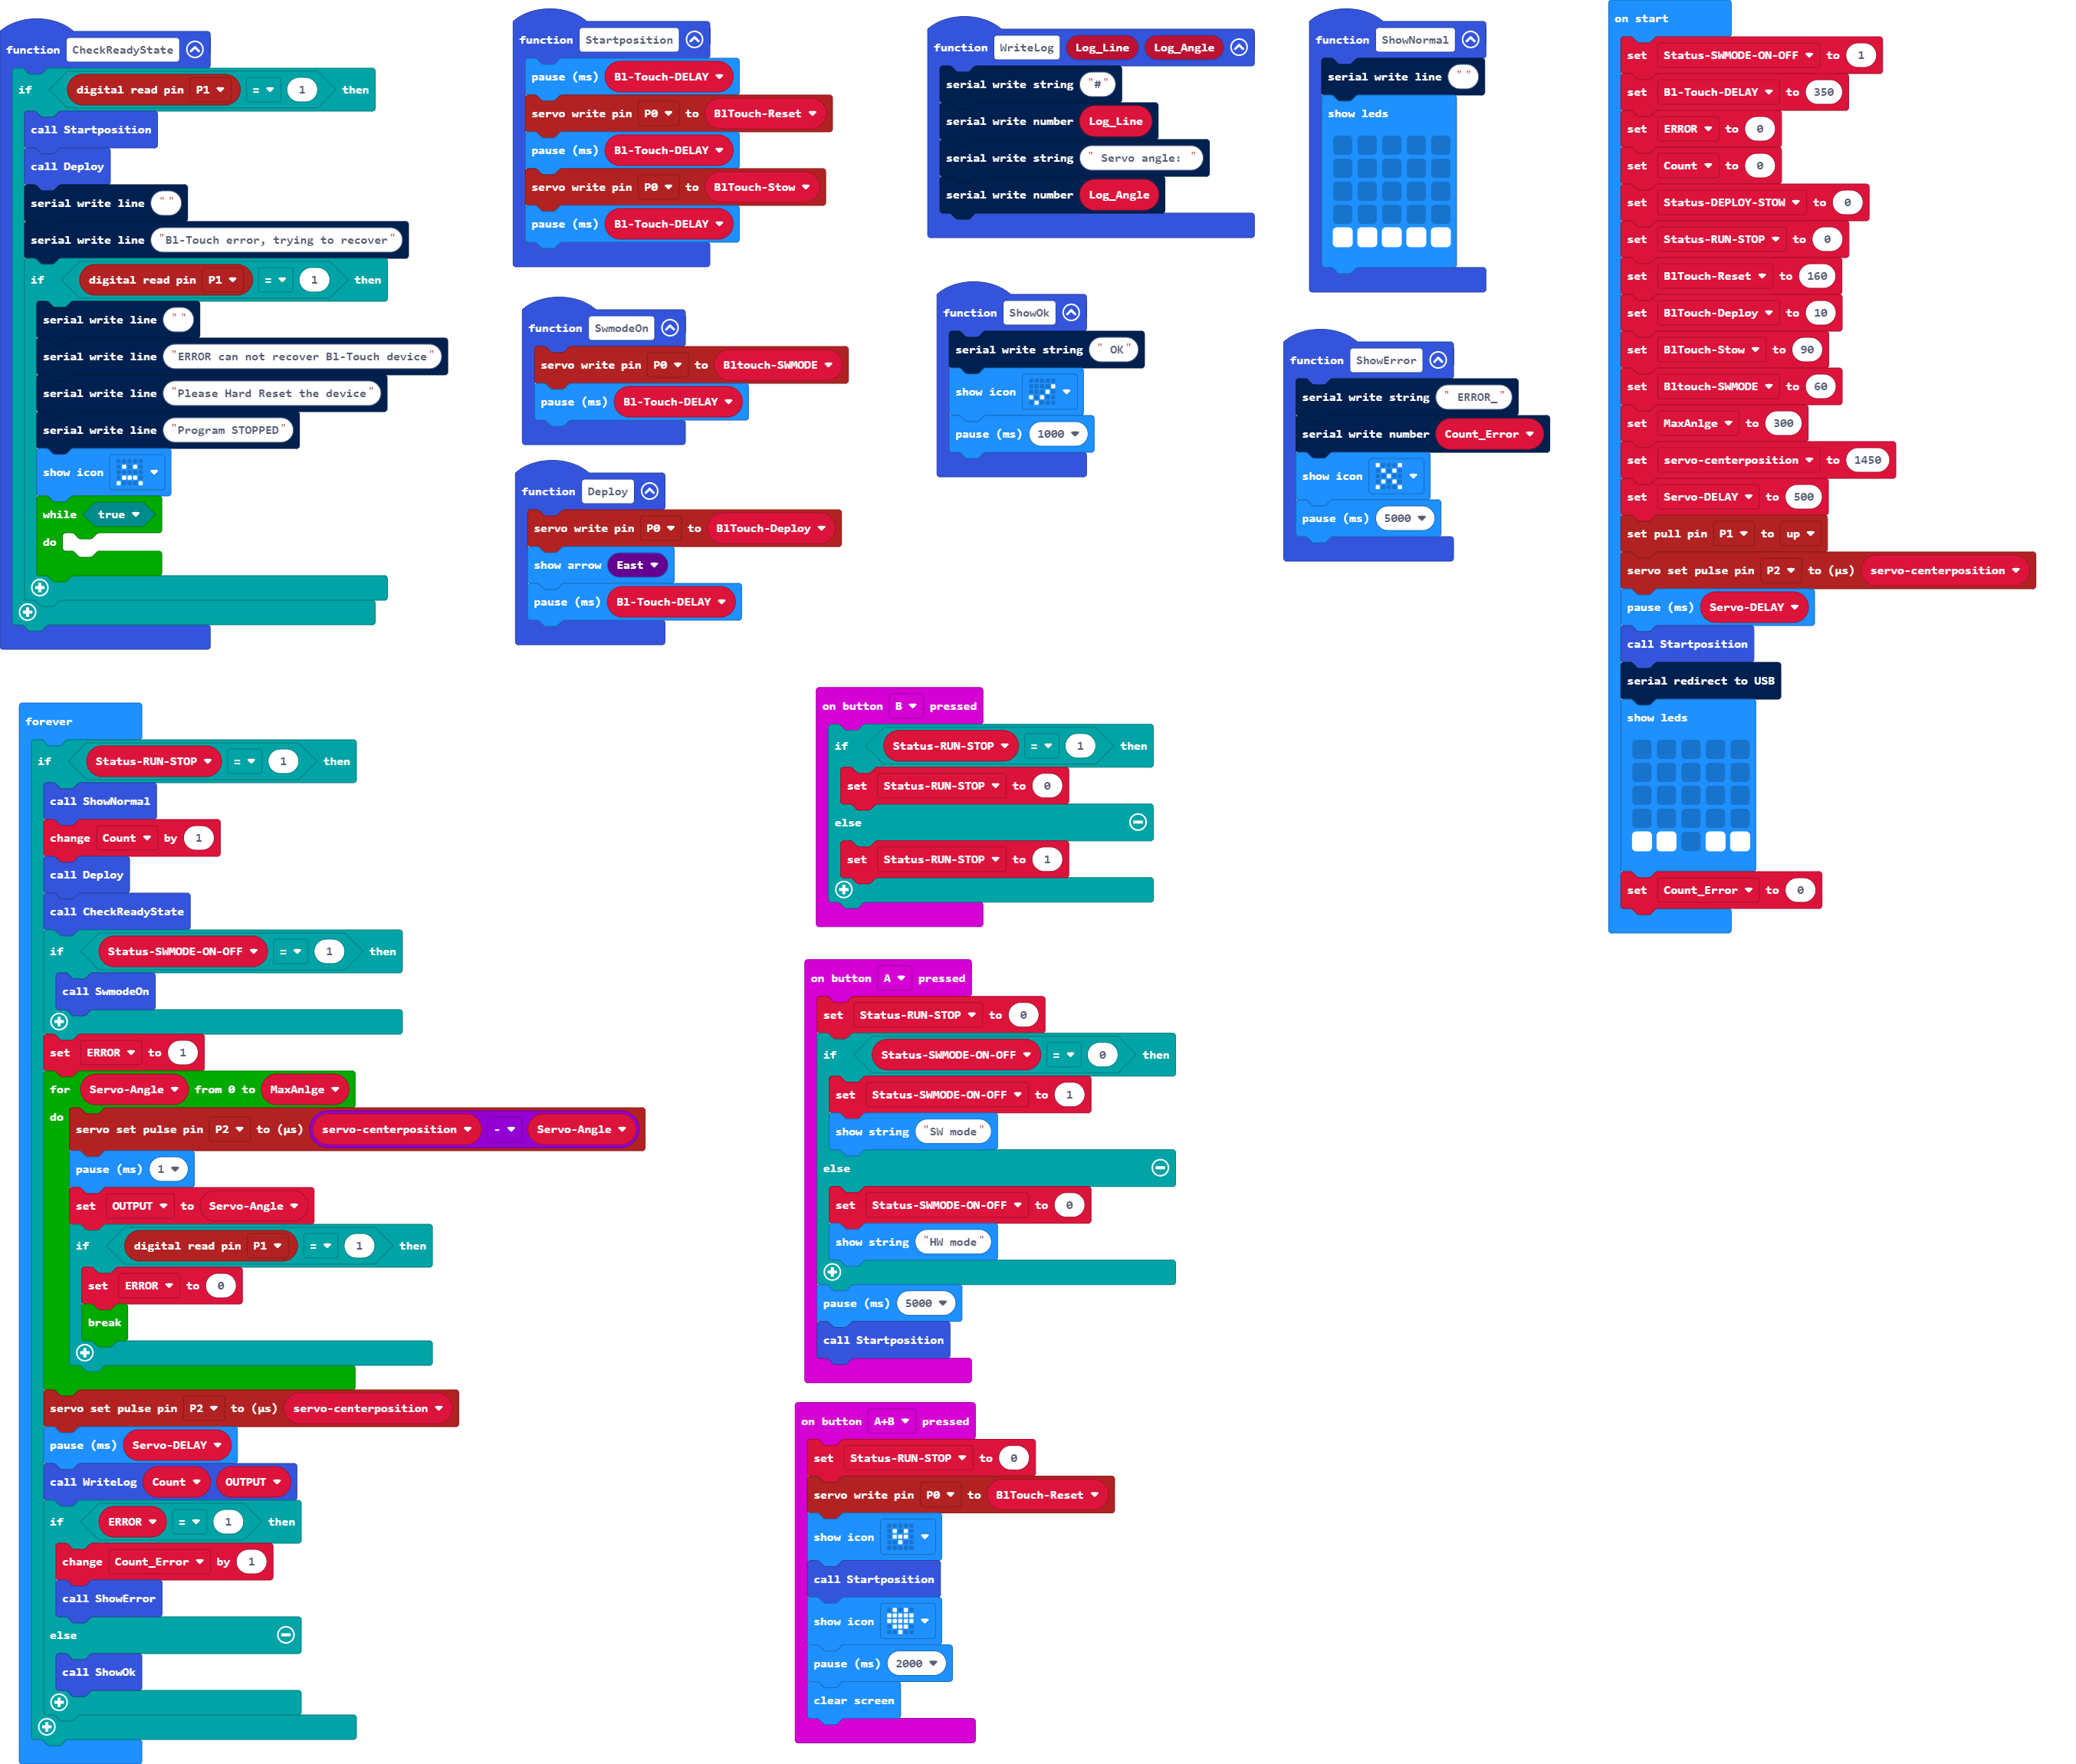 function CheckReadyState
if digital read pin P1 = 1 then
call Startposition
call Deploy
serial write line " "
serial write line "Bl-Touch error, trying to recover"
if digital read pin P1 = 1 then
serial write line " "
serial write line "ERROR can not recover Bl-Touch device"
serial write line "Please Hard Reset the device"
serial write line "Program STOPPED"
show icon
while true
do
function Startposition
pause (ms) Bl-Touch-DELAY
servo write pin P0 to BlTouch-Reset
pause (ms) Bl-Touch-DELAY
servo write pin P0 to BlTouch-Stow
pause (ms) Bl-Touch-DELAY
function SwmodeOn
servo write pin P0 to Bltouch-SWMODE
pause (ms) Bl-Touch-DELAY
function Deploy
servo write pin P0 to BlTouch-Deploy
show arrow East
pause (ms) Bl-Touch-DELAY
function WriteLog Log_Line Log_Angle
serial write string "#"
serial write number Log_Line
serial write string " Servo angle: "
serial write number Log_Angle
function ShowOk
serial write string " OK"
show icon
pause (ms) 1000
function ShowNormal
serial write line " "
show leds
function ShowError
serial write string " ERROR_"
serial write number Count_Error
show icon
pause (ms) 5000
on start
set Status-SWMODE-ON-OFF to 1
set Bl-Touch-DELAY to 350
set ERROR to 0
set Count to 0
set Status-DEPLOY-STOW to 0
set Status-RUN-STOP to 0
set BlTouch-Reset to 160
set BlTouch-Deploy to 10
set BlTouch-Stow to 90
set Bltouch-SWMODE to 60
set MaxAnlge to 300
set servo-centerposition to 1450
set Servo-DELAY to 500
set pull pin P1 to up
servo set pulse pin P2 to (µs) servo-centerposition
pause (ms) Servo-DELAY
call Startposition
serial redirect to USB
show leds
set Count_Error to 0
forever
if Status-RUN-STOP = 1 then
call ShowNormal
change Count by 1
call Deploy
call CheckReadyState
if Status-SWMODE-ON-OFF = 1 then
call SwmodeOn
set ERROR to 1
for Servo-Angle from 0 to MaxAnlge
do
servo set pulse pin P2 to (µs) servo-centerposition - Servo-Angle
pause (ms) 1
set OUTPUT to Servo-Angle
if digital read pin P1 = 1 then
set ERROR to 0
break
servo set pulse pin P2 to (µs) servo-centerposition
pause (ms) Servo-DELAY
call WriteLog Count OUTPUT
if ERROR = 1 then
change Count_Error by 1
call ShowError
else
call ShowOk
on button B pressed
if Status-RUN-STOP = 1 then
set Status-RUN-STOP to 0
else
set Status-RUN-STOP to 1
on button A pressed
set Status-RUN-STOP to 0
if Status-SWMODE-ON-OFF = 0 then
set Status-SWMODE-ON-OFF to 1
show string "SW mode"
else
set Status-SWMODE-ON-OFF to 0
show string "HW mode"
pause (ms) 5000
call Startposition
on button A+B pressed
set Status-RUN-STOP to 0
servo write pin P0 to BlTouch-Reset
show icon
call Startposition
show icon
pause (ms) 2000
clear screen